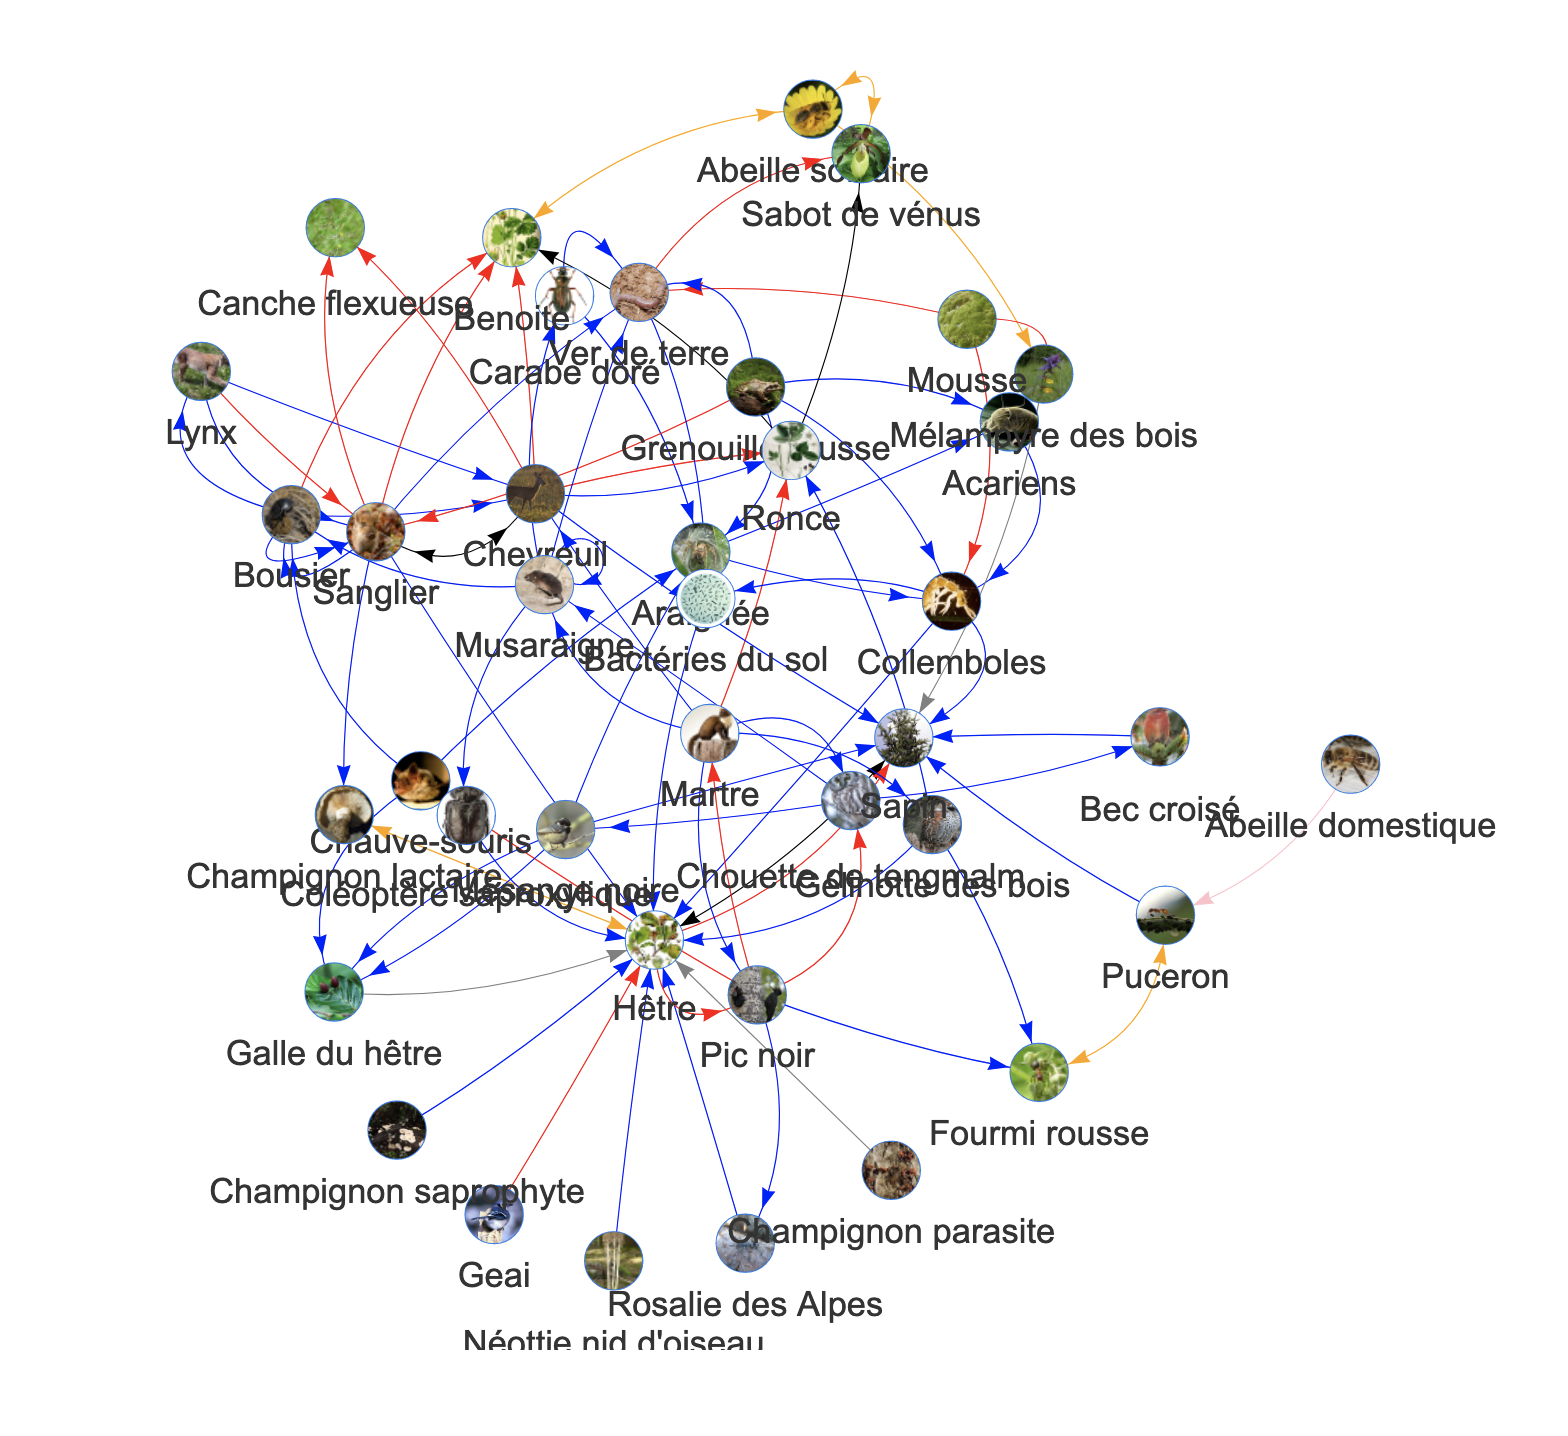 Abeille solitaire
Sabot de vénus
Canche flexueuse
Benoite
Ver de terre
Carabe doré
Mousse
Lynx
Grenouille rousse
Mélampyre des bois
Acariens
Ronce
Chevreuil
Bousier
Sanglier
Araignée
Musaraigne
Bactéries du sol
Collemboles
Martre
Sapin
Bec croisé
Abeille domestique
Chauve-souris
Champignon lactaire
Coléoptère saproxylique
Mésange noire
Chouette de tengmalm
Gélinotte des bois
Puceron
Hêtre
Galle du hêtre
Pic noir
Fourmi rousse
Champignon saprophyte
Champignon parasite
Geai
Rosalie des Alpes
Néottie nid d'oiseau